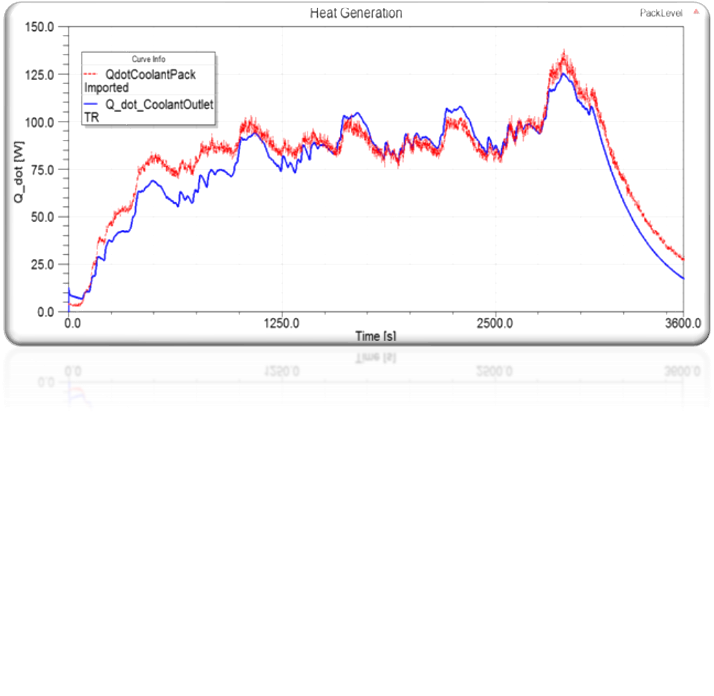 Heat Generation
PackLevel
150.0
125.0
100.0
75.0
50.0
25.0
0.0
Q_dot [W]
Curve Info
QdotCoolantPack
Imported
Q_dot_CoolantOutlet
TR
0.0
1250.0
2500.0
3600.0
Time [s]